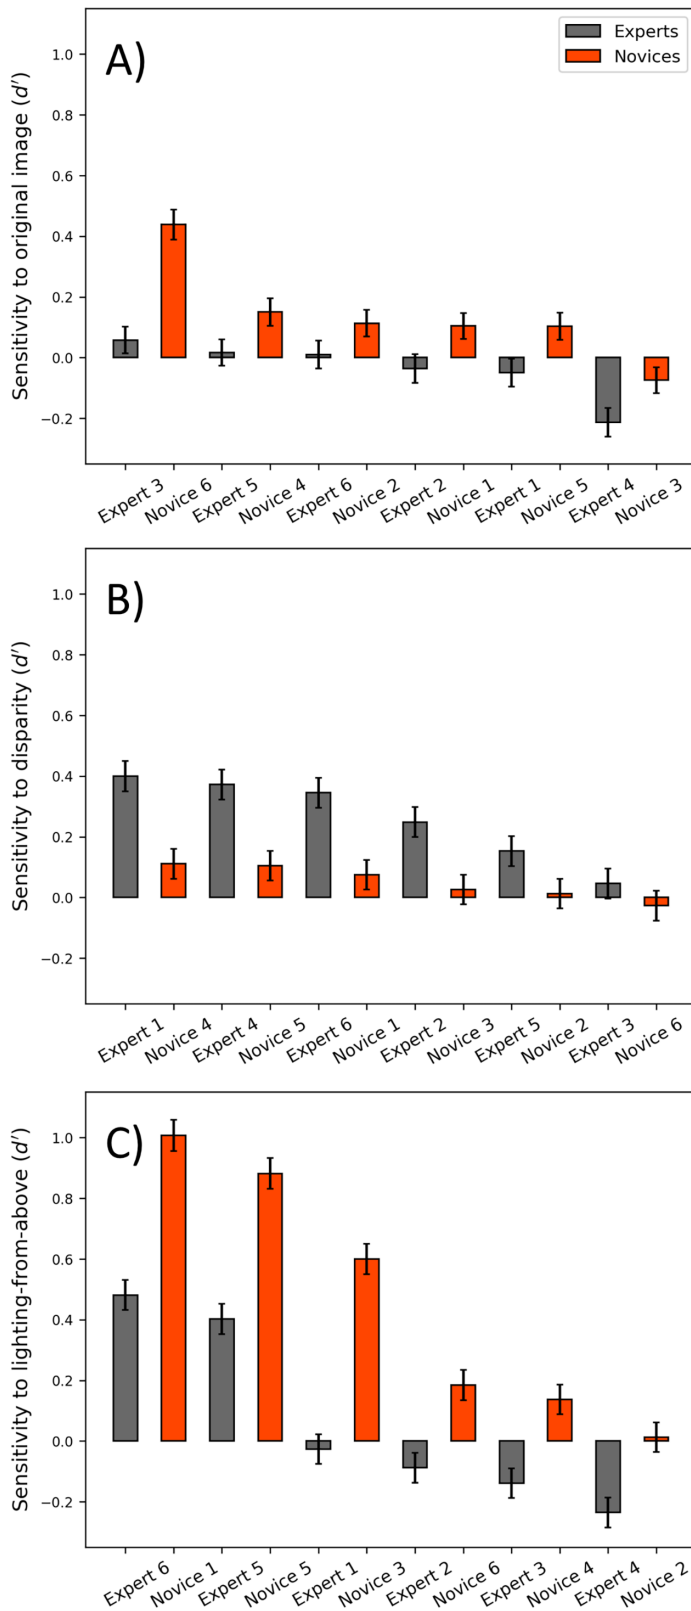 A)
Experts
Novices
Sensitivity to original image (d′)
1.0
0.8
0.6
0.4
0.2
0.0
−0.2
Expert 3 Novice 6 Expert 5 Novice 4 Expert 6 Novice 2 Expert 2 Novice 1 Expert 1 Novice 5 Expert 4 Novice 3
B)
Sensitivity to disparity (d′)
1.0
0.8
0.6
0.4
0.2
0.0
−0.2
Expert 1 Novice 4 Expert 4 Novice 5 Expert 6 Novice 1 Expert 2 Novice 3 Expert 5 Novice 2 Expert 3 Novice 6
C)
Sensitivity to lighting-from-above (d′)
1.0
0.8
0.6
0.4
0.2
0.0
−0.2
Expert 6 Novice 1 Expert 5 Novice 5 Expert 1 Novice 3 Expert 2 Novice 6 Expert 3 Novice 4 Expert 4 Novice 2